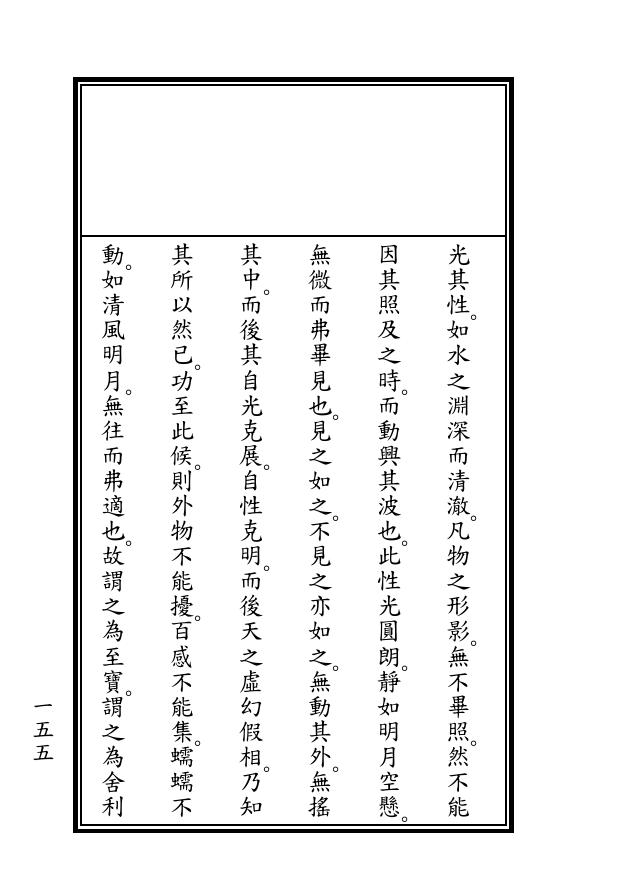 光其性。如水之淵深而清澈。凡物之形影。無不畢照。然不能
因其照及之時。而動興其波也。此性光圓朗。靜如明月空懸。
無微而弗畢見也。見之如之。不見之亦如之。無動其外。無搖
其中。而後其自光克展。自性克明。而後天之虛幻假相。乃知
其所以然已。功至此候。則外物不能擾。百感不能集。蠕蠕不
動。如清風明月。無往而弗適也。故謂之為至寶。謂之為舍利
一五五